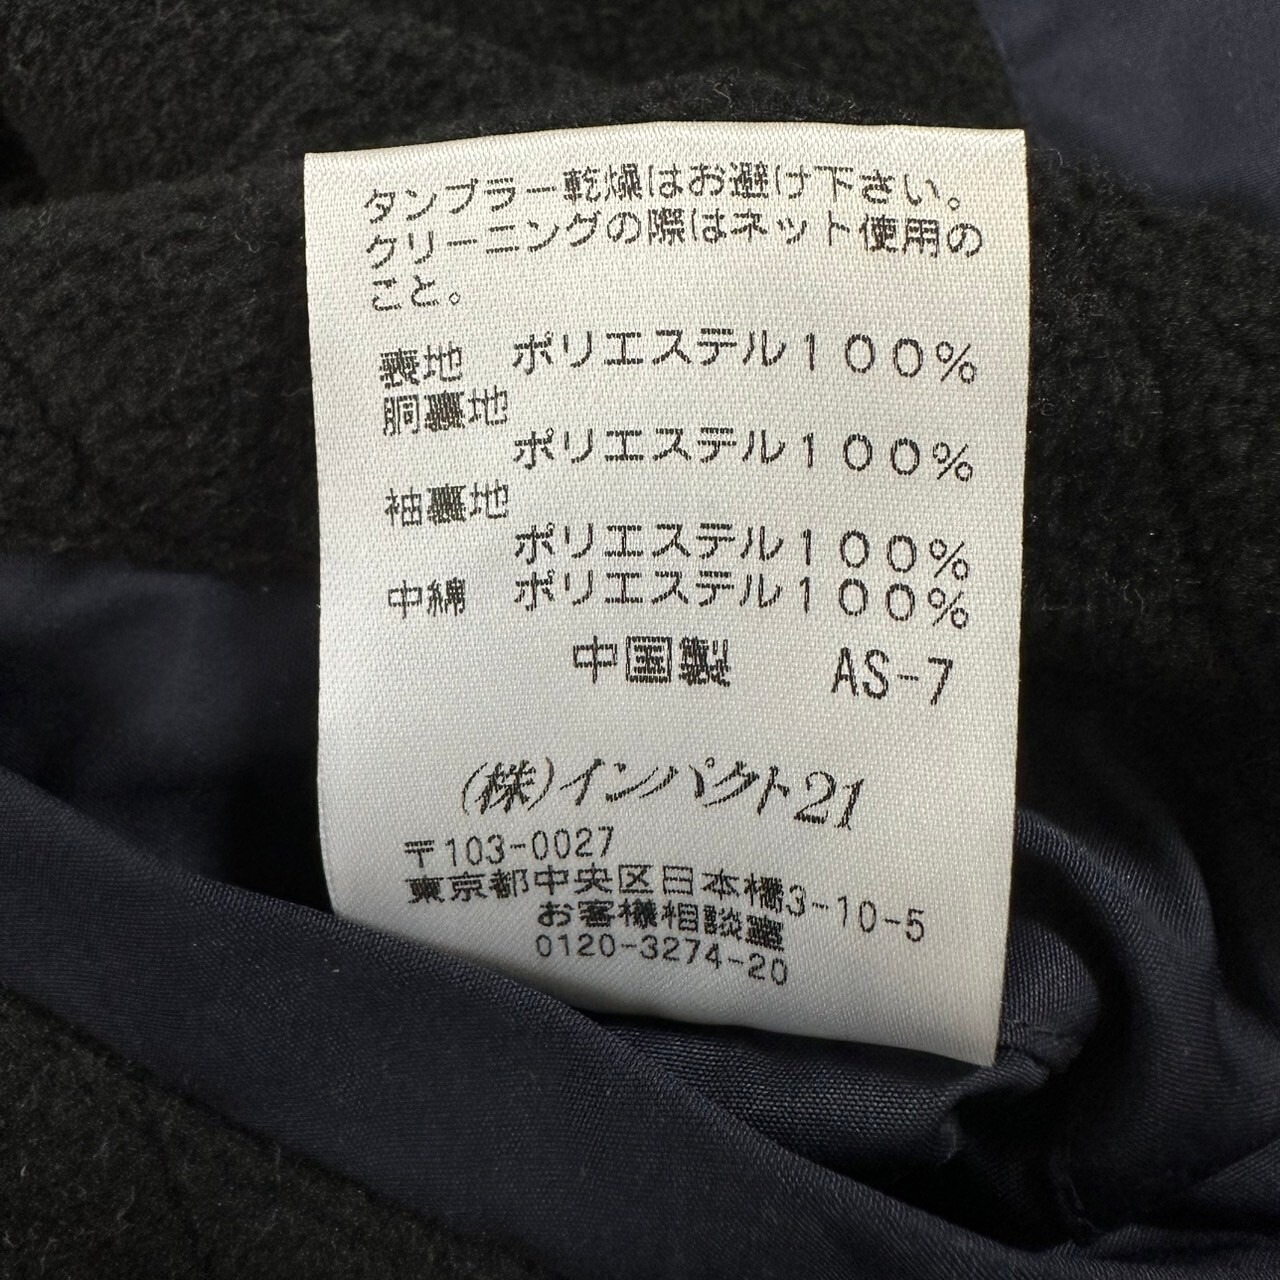 タンブラー乾燥はお避け下さい。
クリーニングの際はネット使用の
こと。
表地 ポリエステル100%
胴裏地
ポリエステル100%
袖裏地
ポリエステル100%
中綿 ポリエステル100%
中国製 AS-7
(株)インパクト21
〒103-0027
東京都中央区日本橋3-10-5
お客様相談室
0120-3274-20